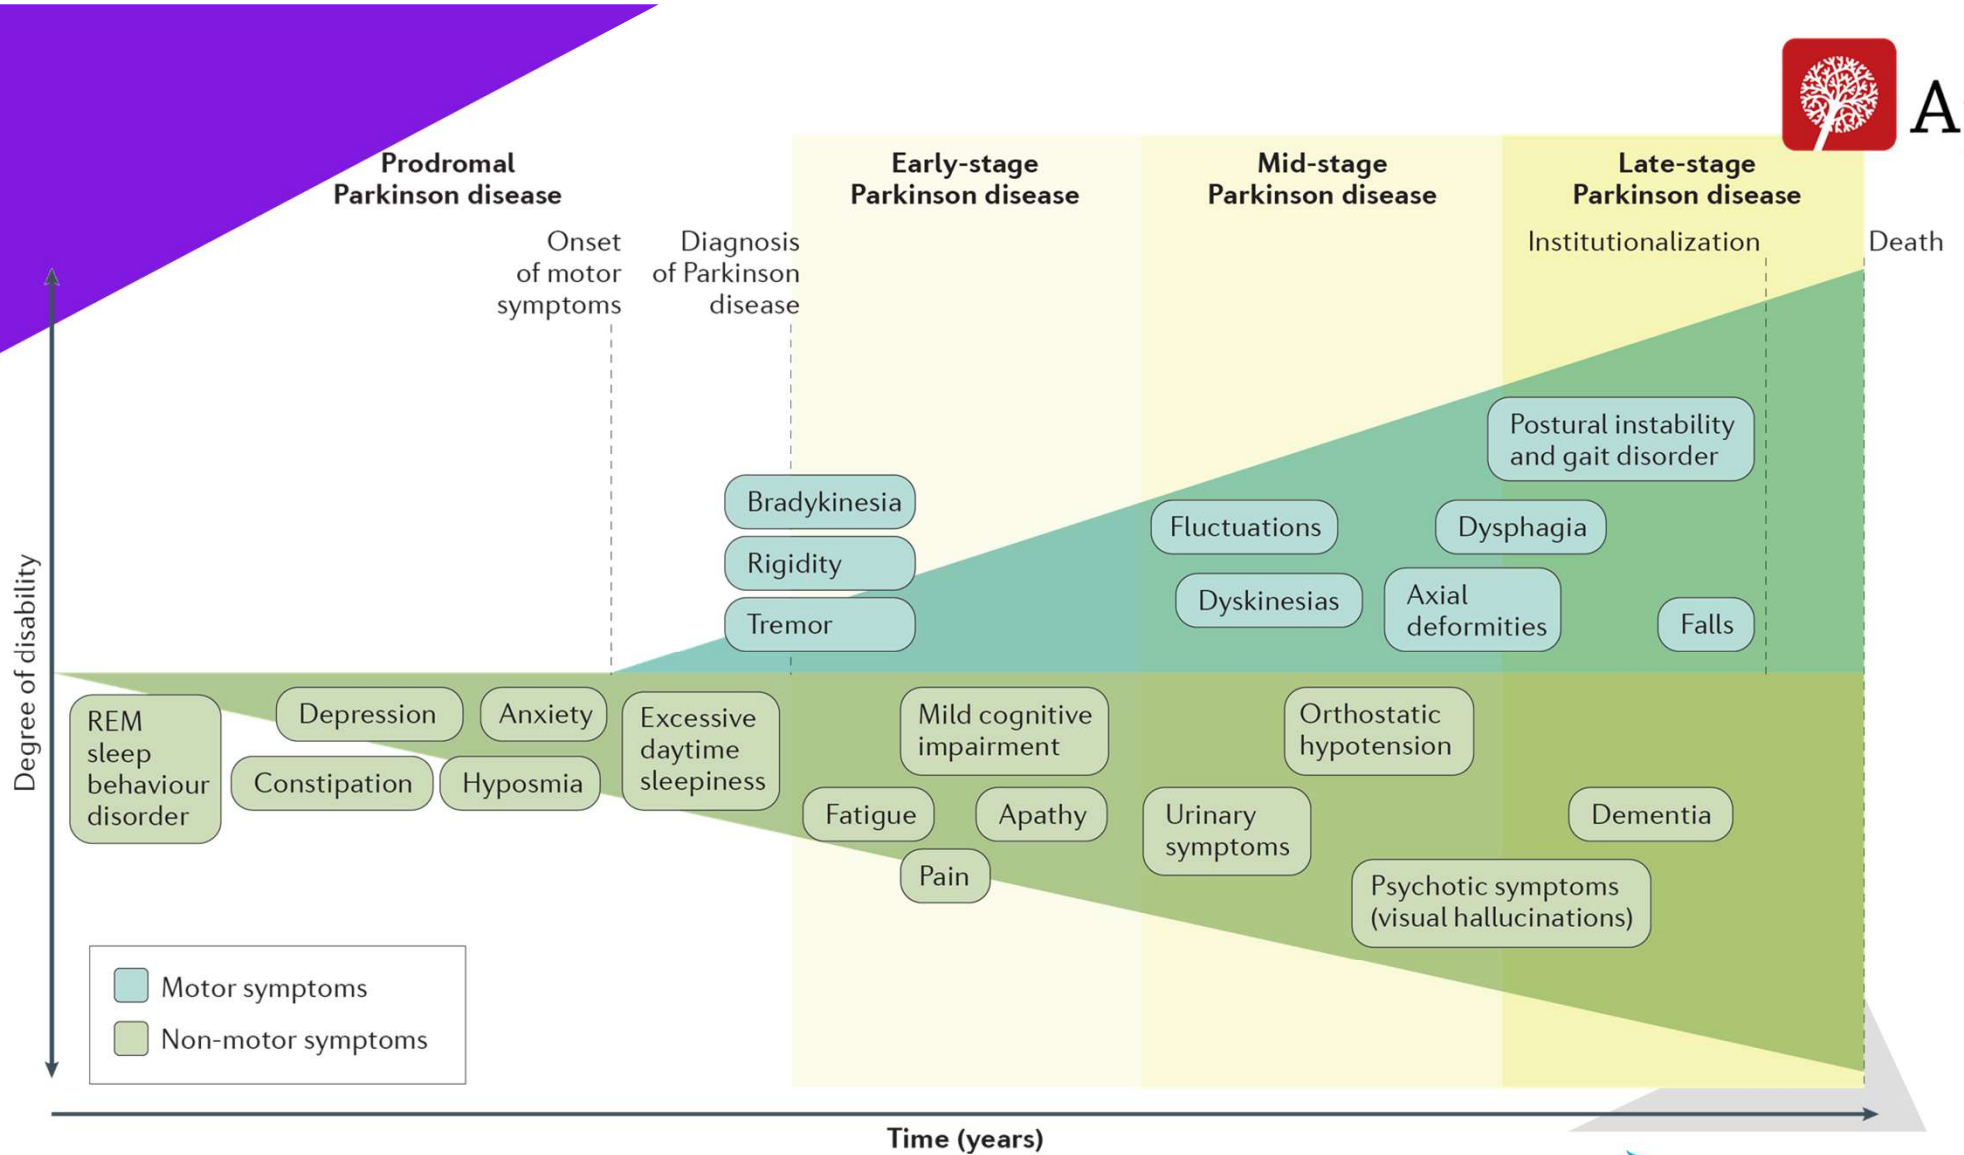 A
Prodromal
Parkinson disease
Early-stage
Parkinson disease
Mid-stage
Parkinson disease
Late-stage
Parkinson disease
Onset
of motor
symptoms
Diagnosis
of Parkinson
disease
Institutionalization
Death
Degree of disability
Postural instability
and gait disorder
Bradykinesia
Rigidity
Tremor
Fluctuations
Dysphagia
Dyskinesias
Axial
deformities
Falls
REM
sleep
behaviour
disorder
Depression
Anxiety
Constipation
Hyposmia
Excessive
daytime
sleepiness
Mild cognitive
impairment
Fatigue
Apathy
Pain
Orthostatic
hypotension
Urinary
symptoms
Dementia
Psychotic symptoms
(visual hallucinations)
Motor symptoms
Non-motor symptoms
Time (years)